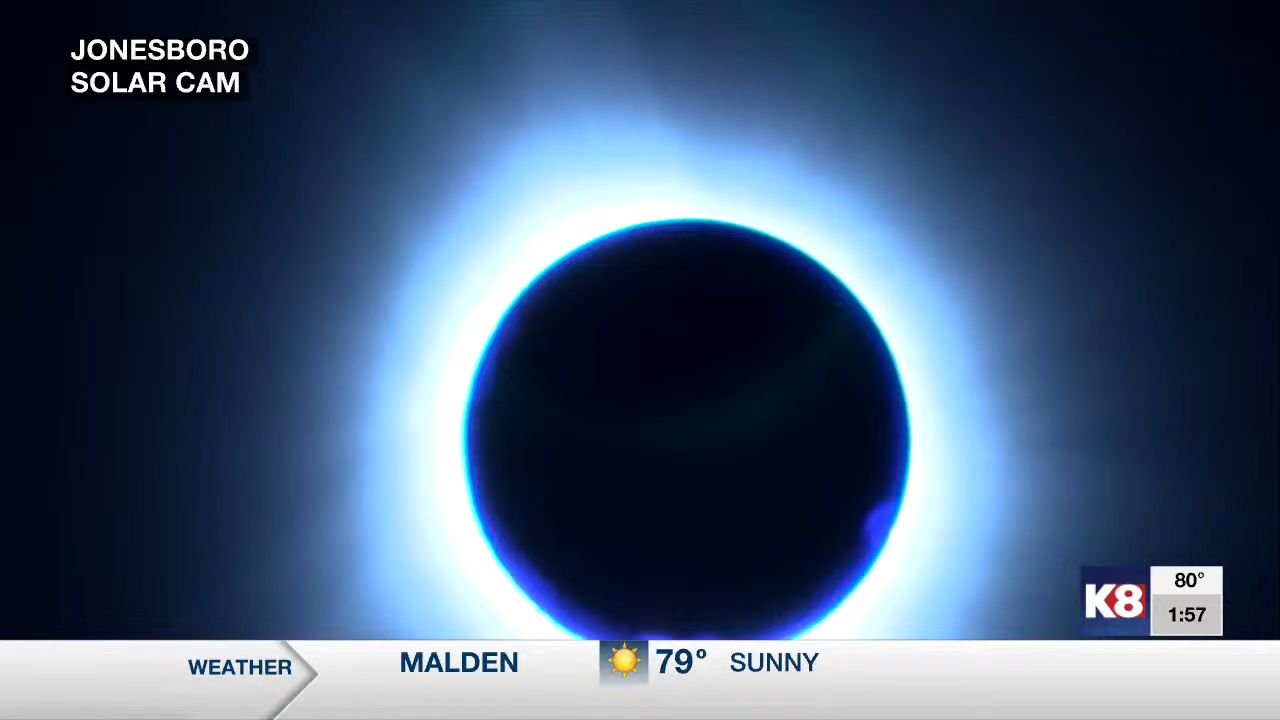 JONESBORO
SOLAR CAM
K8
80°
1:57
WEATHER
MALDEN
79° SUNNY